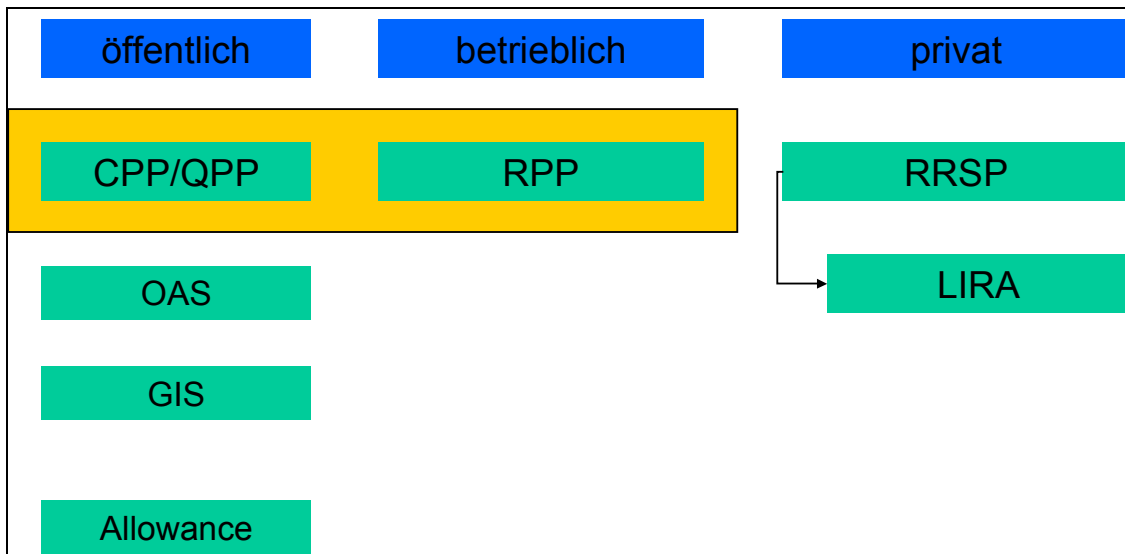 öffentlich
betrieblich
privat
CPP/QPP
RPP
RRSP
OAS
LIRA
GIS
Allowance